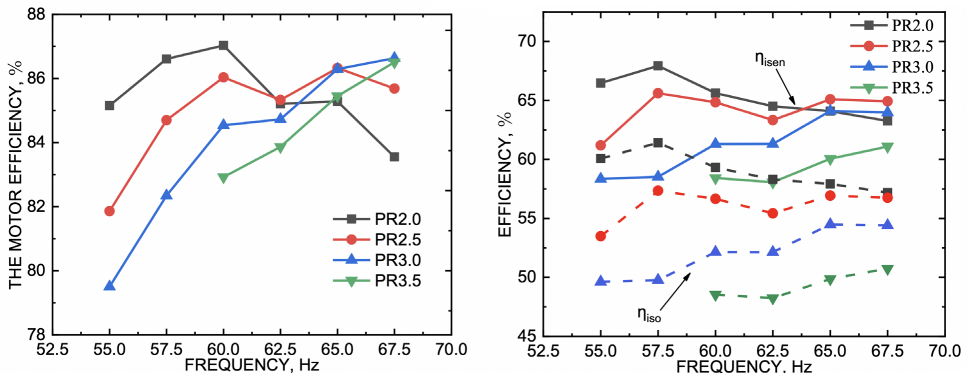 88
86
84
82
80
78
THE MOTOR EFFICIENCY, %
PR2.0
PR2.5
PR3.0
PR3.5
52.5 55.0 57.5 60.0 62.5 65.0 67.5 70.0
FREQUENCY, Hz
70
65
60
55
50
45
EFFICIENCY, %
PR2.0
PR2.5
PR3.0
PR3.5
ηisen
ηiso
52.5 55.0 57.5 60.0 62.5 65.0 67.5 70.0
FREQUENCY. Hz